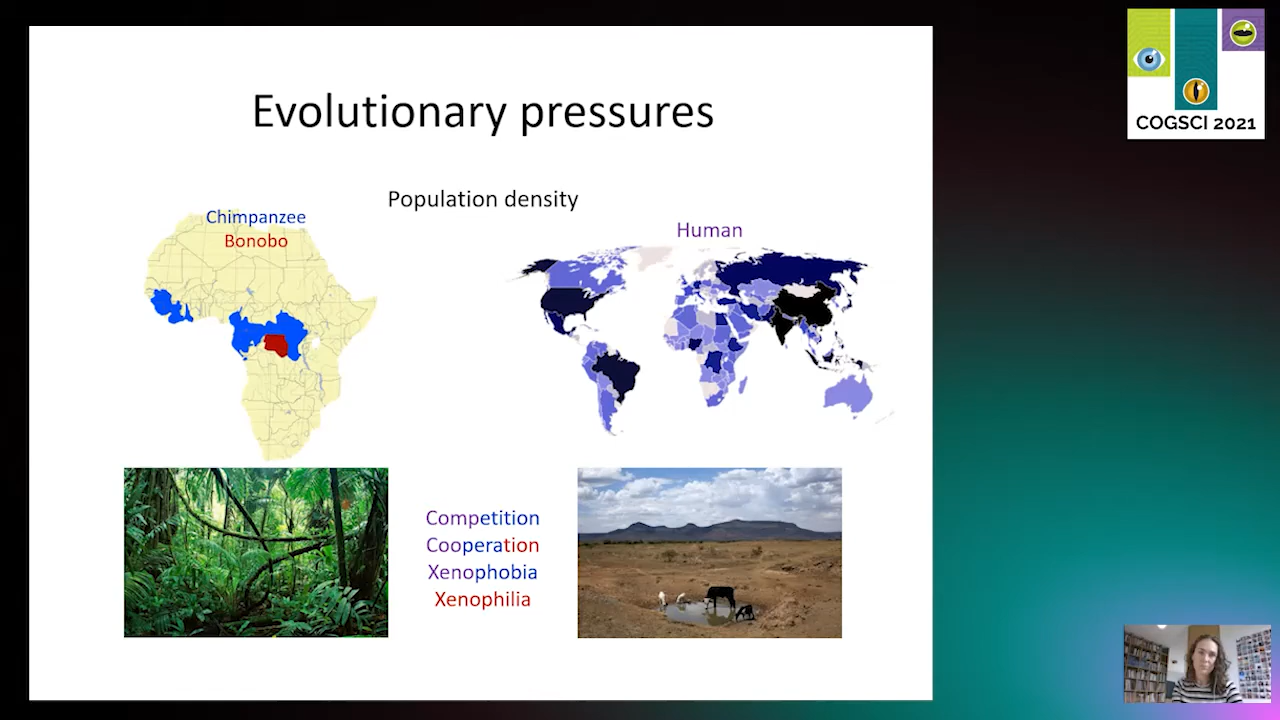 Evolutionary pressures
Population density
Chimpanzee
Bonobo
Human
Competition
Cooperation
Xenophobia
Xenophilia
COGSCI 2021